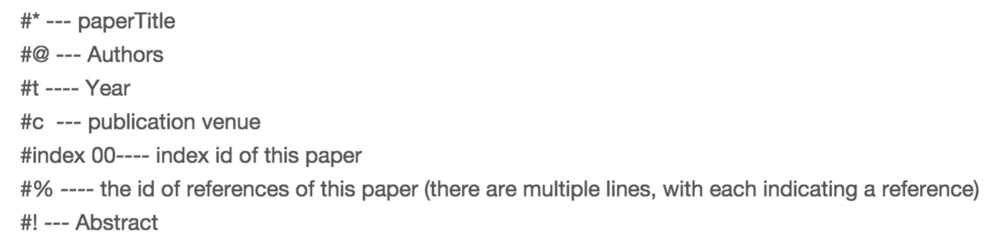 #* --- paperTitle
#@ --- Authors
#t ---- Year
#c  --- publication venue
#index 00---- index id of this paper
#% ---- the id of references of this paper (there are multiple lines, with each indicating a reference)
#! --- Abstract